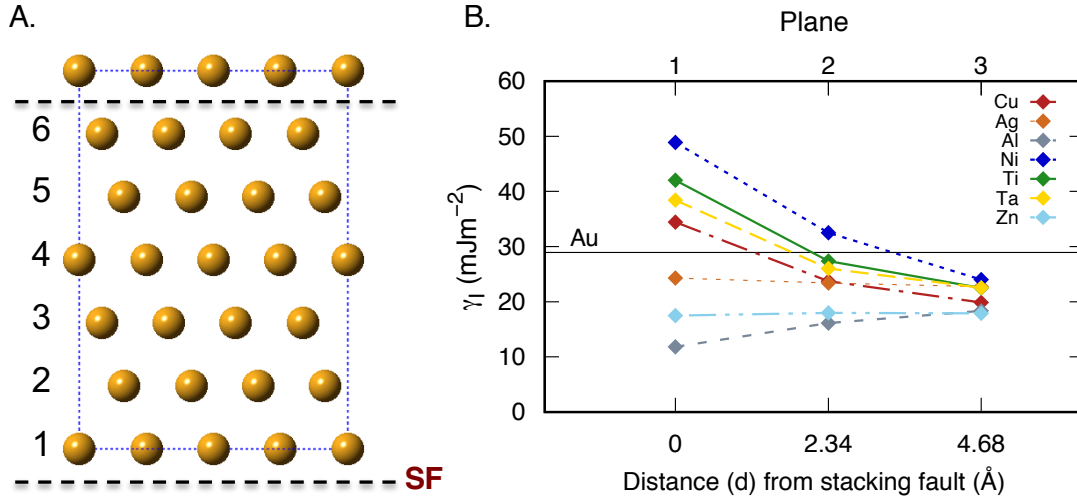 A.
6
5
4
3
2
1
SF
B.
Plane
1 2 3
60
50
40
30
20
10
0
γI (mJm−2)
Au
Cu
Ag
Al
Ni
Ti
Ta
Zn
0 2.34 4.68
Distance (d) from stacking fault (Å)